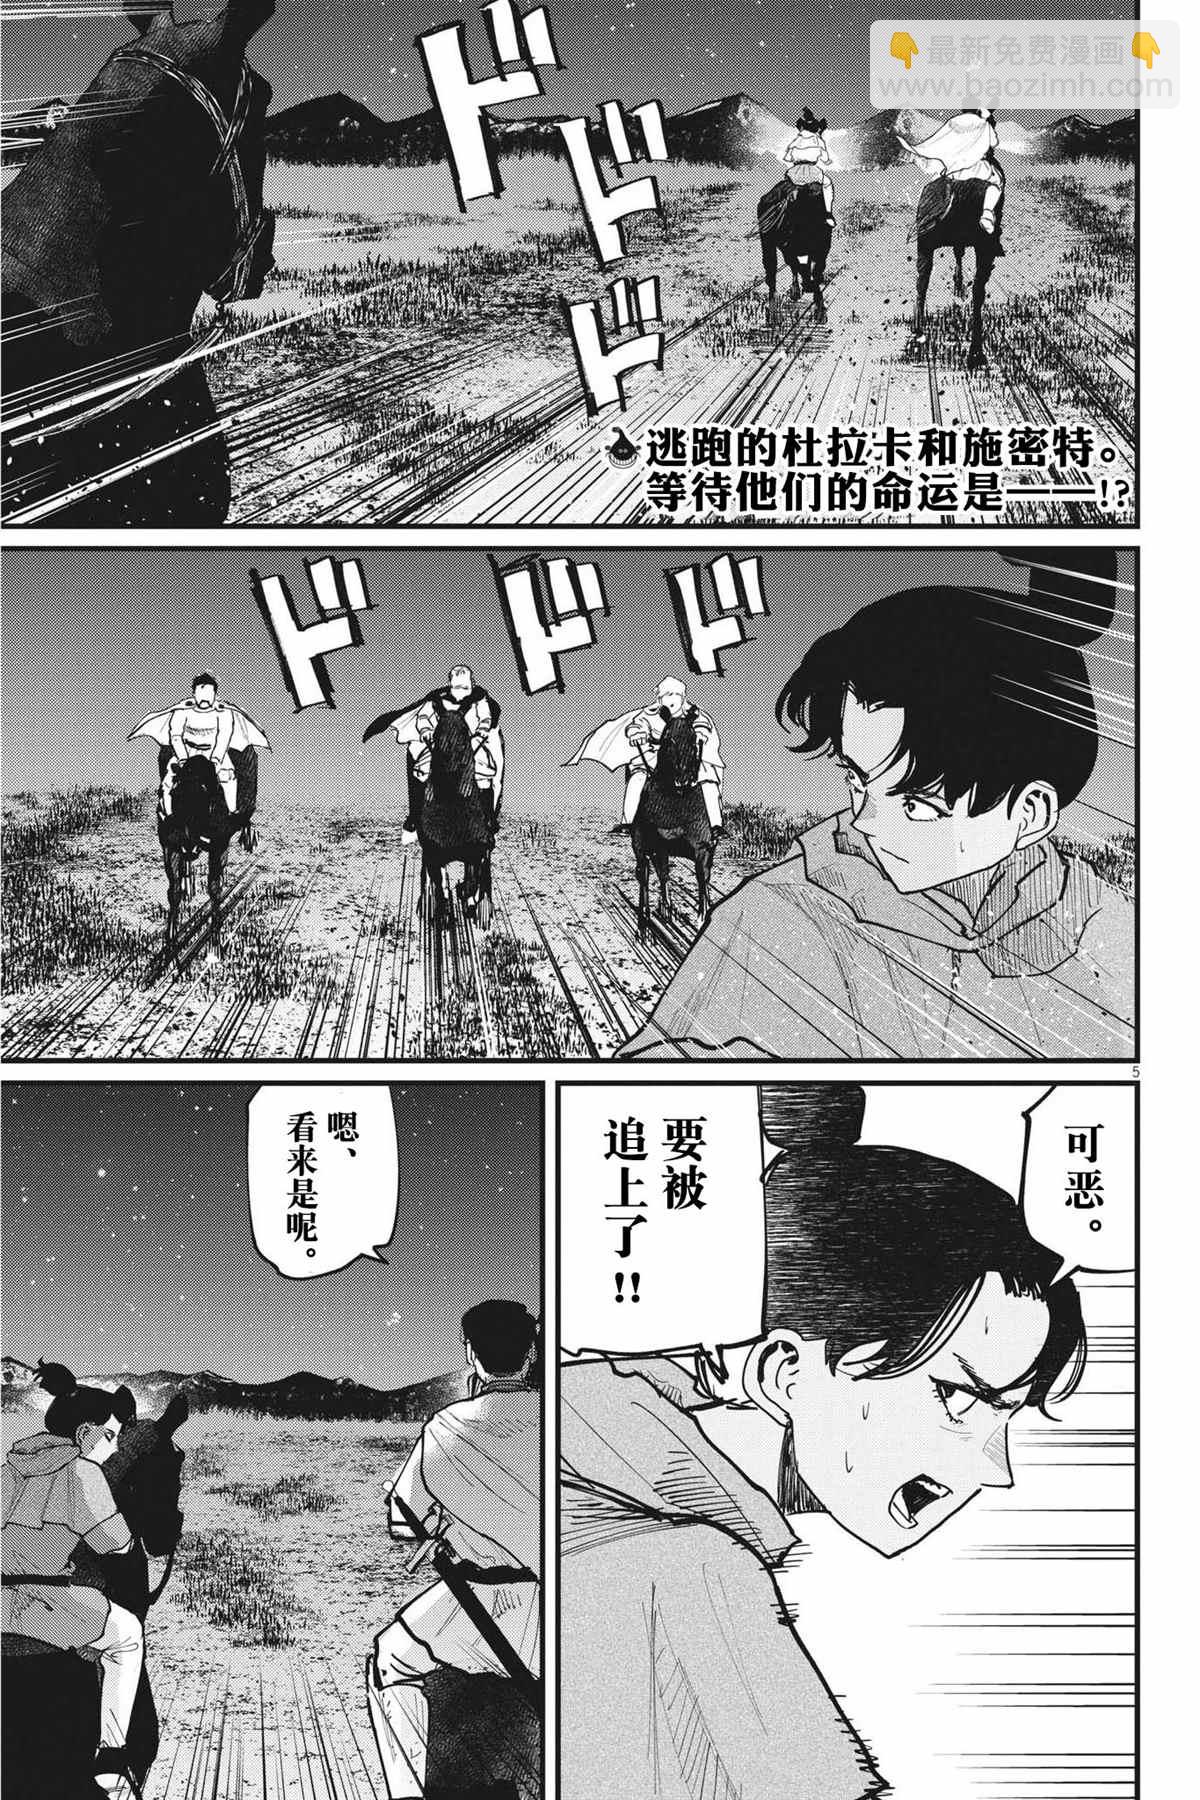 👇最新免费漫画👇
www.baozimh.com
ドドドド
逃跑的杜拉卡和施密特。
等待他们的命运是——!?
ドドド
5
可恶。
要被
追上了!!
嗯、
看来是呢。